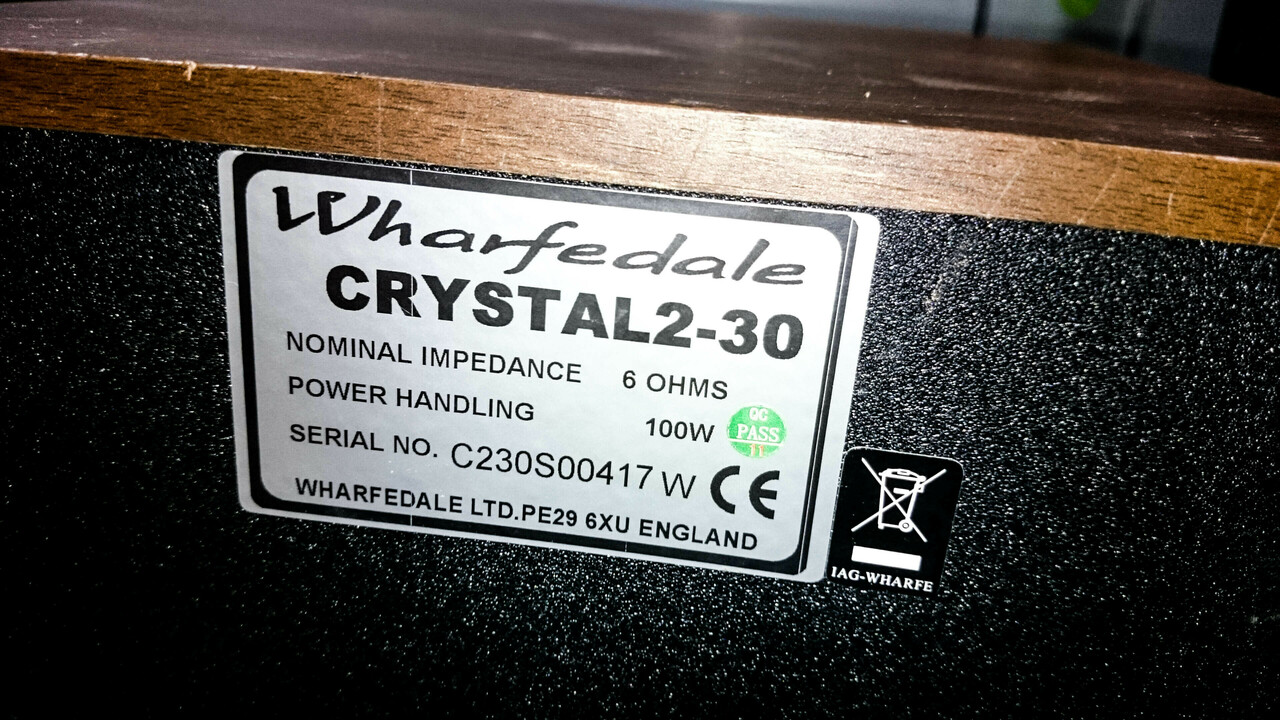 Wharfedale
CRYSTAL2-30
NOMINAL IMPEDANCE 6 OHMS
POWER HANDLING 100W
QC
PASS
11
SERIAL NO. C230S00417 W CE
WHARFEDALE LTD.PE29 6XU ENGLAND
IAG-WHARFE